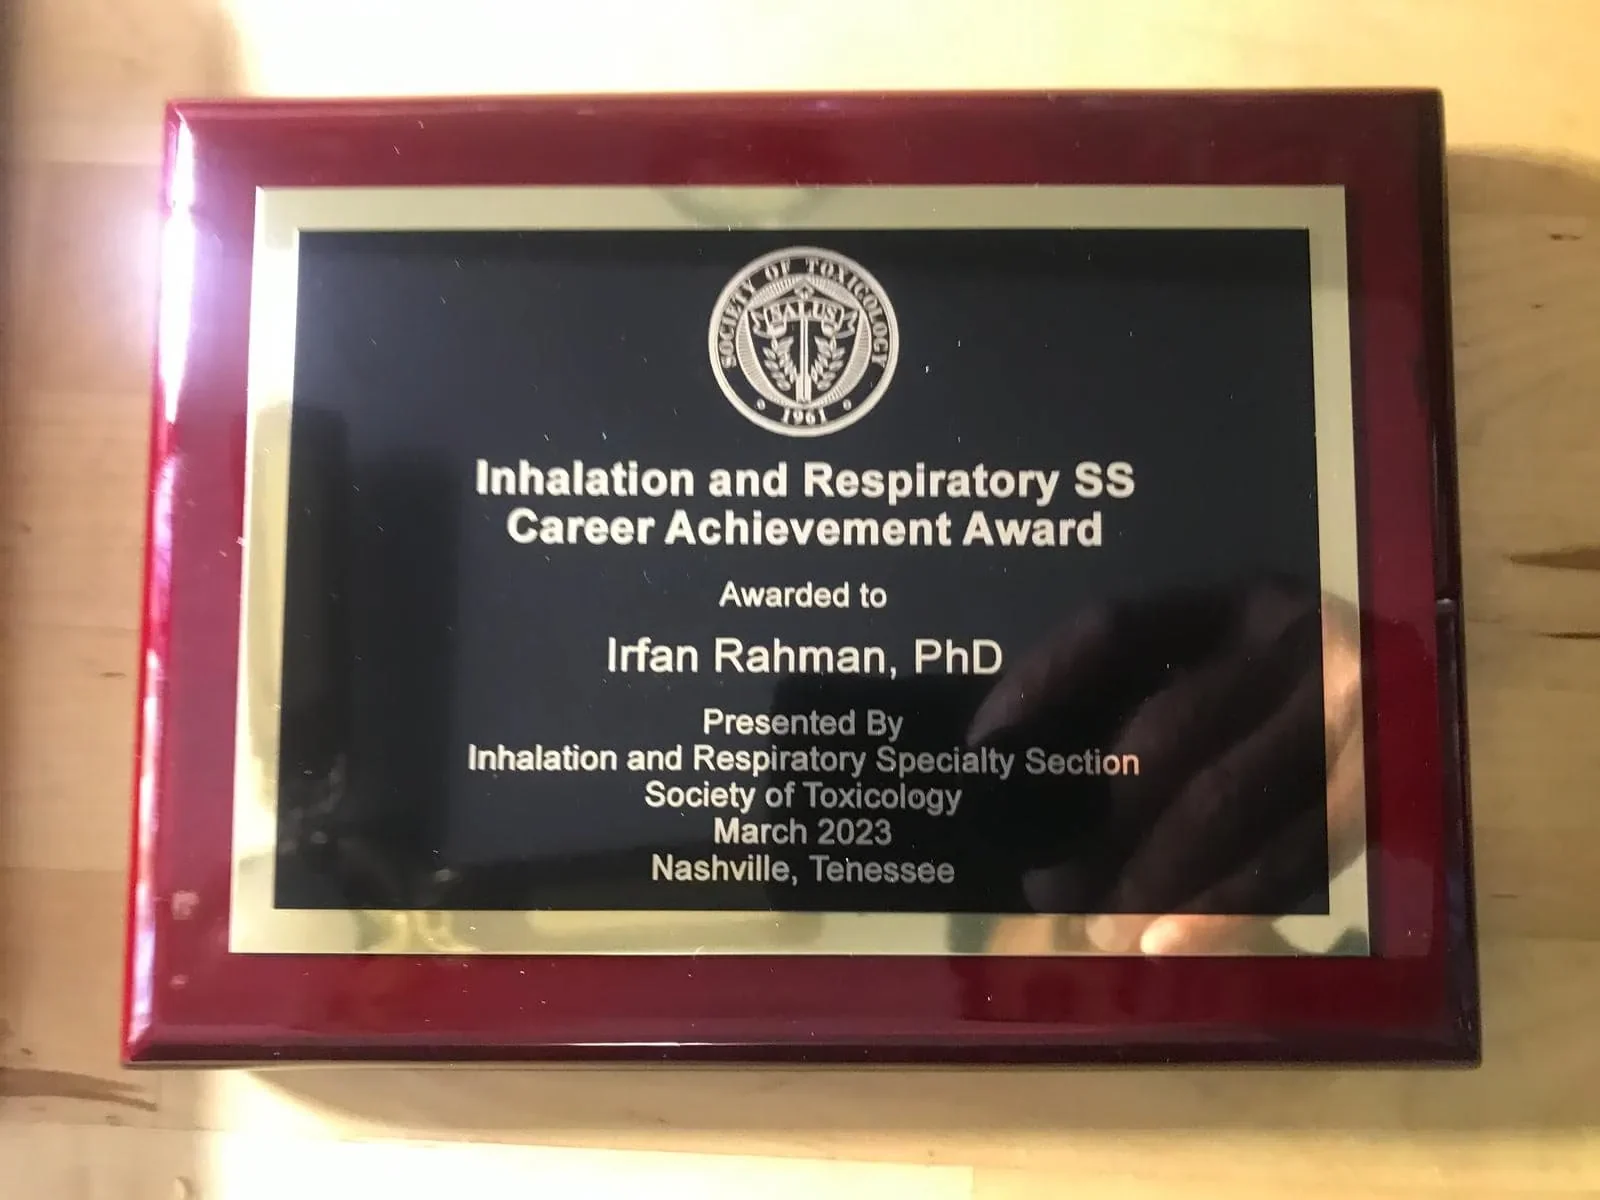 SOCIETY OF TOXICOLOGY
SALUS
1961
Inhalation and Respiratory SS
Career Achievement Award
Awarded to
Irfan Rahman, PhD
Presented By
Inhalation and Respiratory Specialty Section
Society of Toxicology
March 2023
Nashville, Tenessee